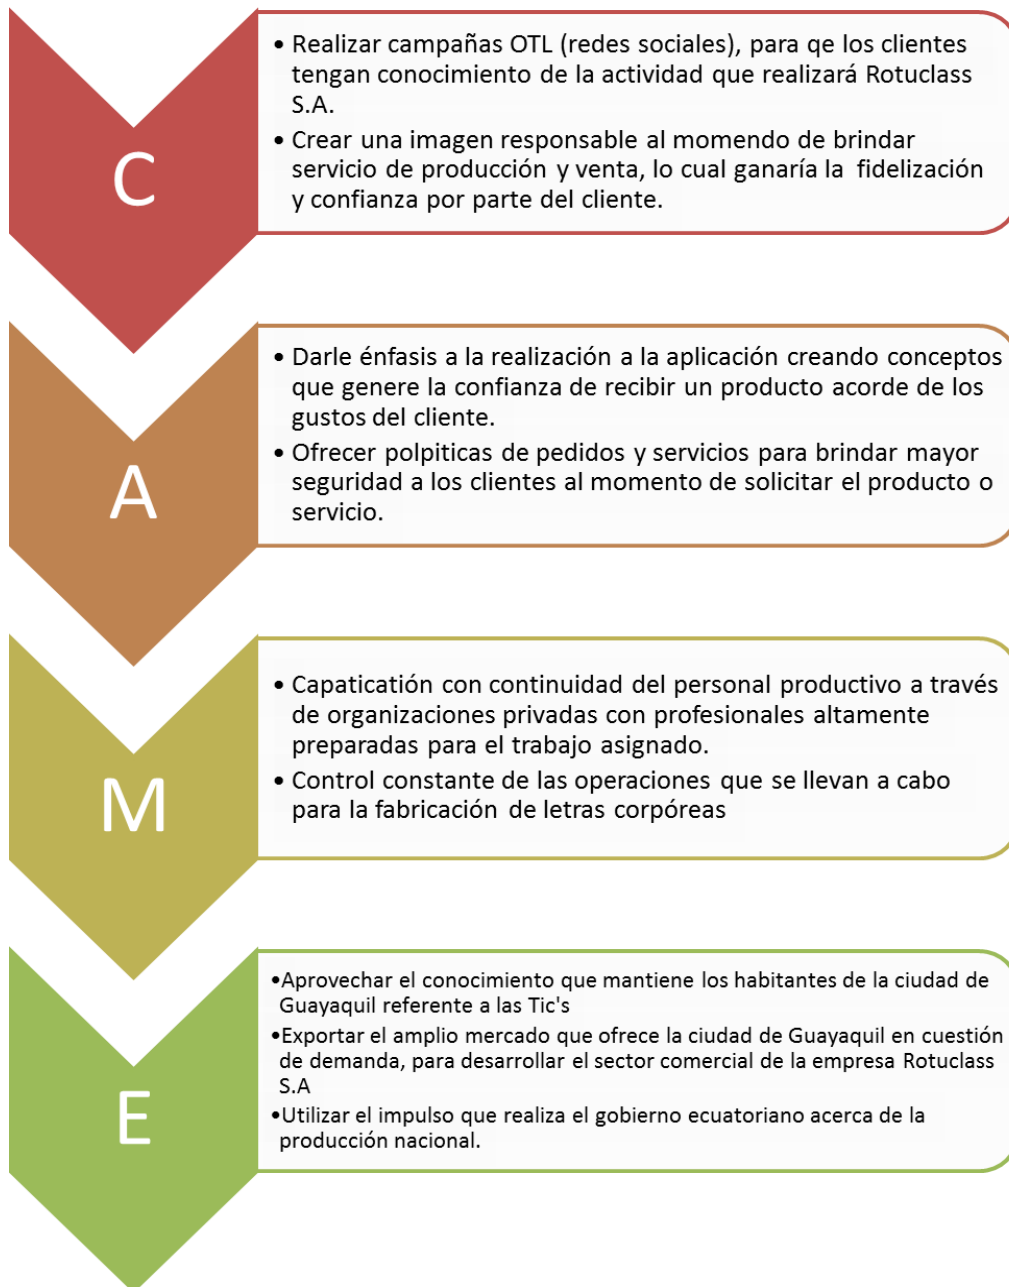 C
• Realizar campañas OTL (redes sociales), para qe los clientes
tengan conocimiento de la actividad que realizará Rotuclass
S.A.
• Crear una imagen responsable al momendo de brindar
servicio de producción y venta, lo cual ganaría la fidelización
y confianza por parte del cliente.
A
• Darle énfasis a la realización a la aplicación creando conceptos
que genere la confianza de recibir un producto acorde de los
gustos del cliente.
• Ofrecer polpiticas de pedidos y servicios para brindar mayor
seguridad a los clientes al momento de solicitar el producto o
servicio.
M
• Capaticatión con continuidad del personal productivo a través
de organizaciones privadas con profesionales altamente
preparadas para el trabajo asignado.
• Control constante de las operaciones que se llevan a cabo
para la fabricación de letras corpóreas
E
•Aprovechar el conocimiento que mantiene los habitantes de la ciudad de
Guayaquil referente a las Tic's
•Exportar el amplio mercado que ofrece la ciudad de Guayaquil en cuestión
de demanda, para desarrollar el sector comercial de la empresa Rotuclass
S.A
•Utilizar el impulso que realiza el gobierno ecuatoriano acerca de la
producción nacional.